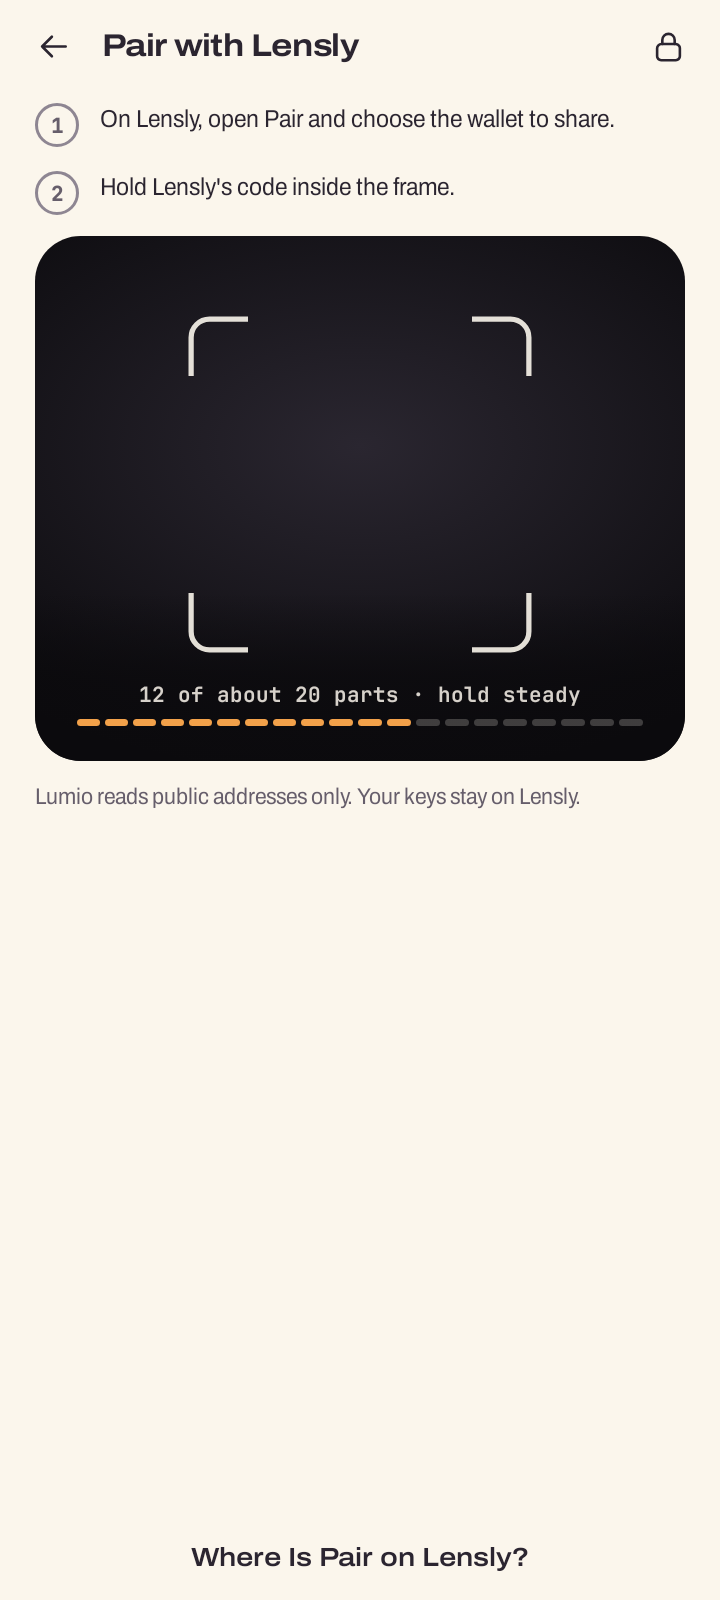 Pair with Lensly
1 On Lensly, open Pair and choose the wallet to share.
2 Hold Lensly's code inside the frame.
12 of about 20 parts · hold steady
Lumio reads public addresses only. Your keys stay on Lensly.
Where Is Pair on Lensly?